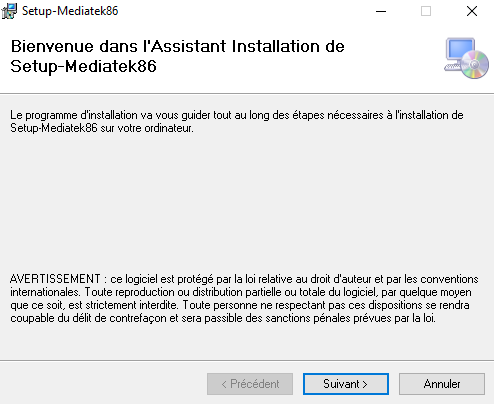 Setup-Mediatek86
Bienvenue dans l'Assistant Installation de
Setup-Mediatek86
Le programme d'installation va vous guider tout au long des étapes nécessaires à l'installation de
Setup-Mediatek86 sur votre ordinateur.
AVERTISSEMENT : ce logiciel est protégé par la loi relative au droit d'auteur et par les conventions
internationales. Toute reproduction ou distribution partielle ou totale du logiciel, par quelque moyen
que ce soit, est strictement interdite. Toute personne ne respectant pas ces dispositions se rendra
coupable du délit de contrefaçon et sera passible des sanctions pénales prévues par la loi.
< Précédent
Suivant >
Annuler